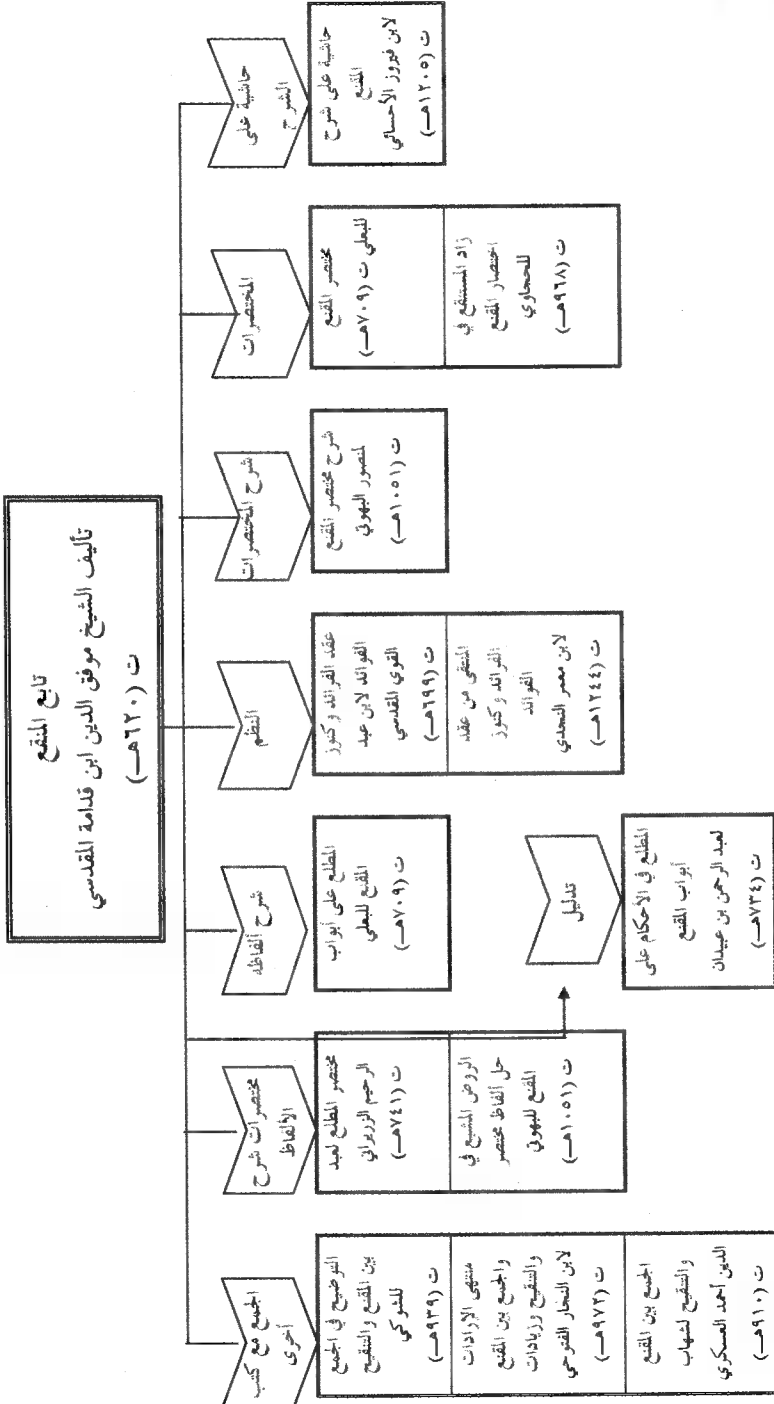 تابع المقنع
تأليف الشيخ موفق الدين ابن قدامة المقدسي
ت (٦٢٠هـ)
حاشية على
الشرح
حاشية على شرح
المقنع
لابن فيروز الأحسائي
ت (١٢٠٥هـ)
المختصرات
مختصر المقنع
للبعلي ت (٧٠٩هـ)
زاد المستقنع في
اختصار المقنع
للحجاوي
ت (٩٦٨هـ)
شرح المختصرات
شرح مختصر المقنع
لمنصور البهوتي
ت (١٠٥١هـ)
النظم
عقد الفرائد وكنوز
الفوائد لابن عبد
القوي المقدسي
ت (٦٩٩هـ)
المنتقى من عقد
الفرائد وكنوز
الفوائد
لابن معمر النجدي
ت (١٢٤٤هـ)
شرح ألفاظه
المطلع على أبواب
المقنع للبعلي
ت (٧٠٩هـ)
تدليل
المطلع في الأحكام على
أبواب المقنع
لعبد الرحمن بن عبيدان
ت (٧٣٤هـ)
مختصرات شرح
الألفاظ
مختصر المطلع لعبد
الرحيم الزريراني
ت (٧٤١هـ)
الروض المشبع في
حل ألفاظ مختصر
المقنع للبهوتي
ت (١٠٥١هـ)
الجمع مع كتب
أخرى
التوضيح في الجمع
بين المقنع والتنقيح
للشوكي
ت (٩٣٩هـ)
منتهى الإرادات
والجمع بين المقنع
والتنقيح وزيادات
لابن النجار الفتوحي
ت (٩٧٢هـ)
الجمع بين المقنع
والتنقيح لشهاب
الدين أحمد العسكري
ت (٩١٠هـ)